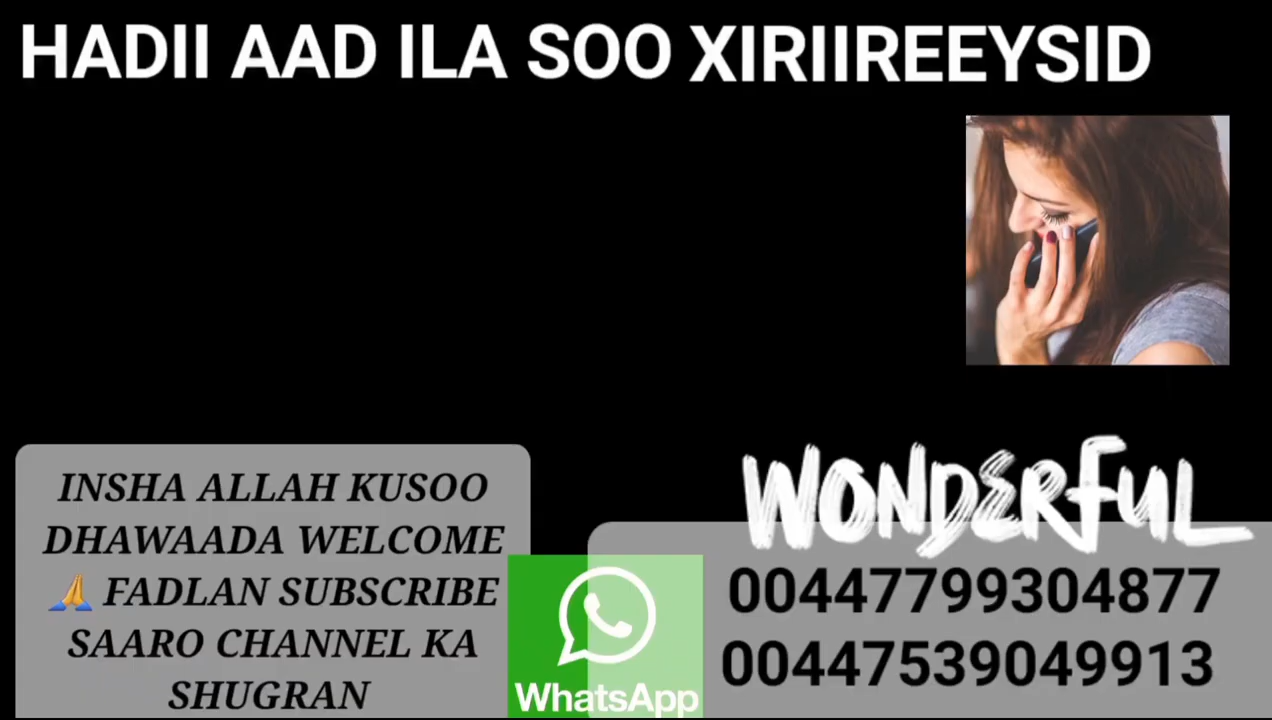 HADII AAD ILA SOO XIRIIREEYSID
INSHA ALLAH KUSOO
DHAWAADA WELCOME
🙏 FADLAN SUBSCRIBE
SAARO CHANNEL KA
SHUGRAN
WhatsApp
WONDERFUL
00447799304877
00447539049913